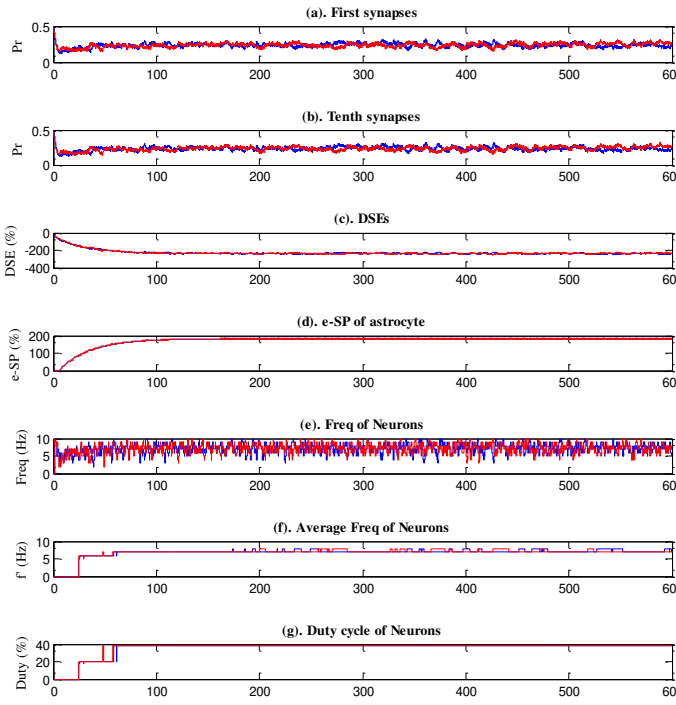 (a). First synapses
0.5
0
Pr
0 100 200 300 400 500 60
(b). Tenth synapses
0.5
0
Pr
0 100 200 300 400 500 60
(c). DSEs
0
-200
-400
DSE (%)
0 100 200 300 400 500 60
(d). e-SP of astrocyte
200
100
0
e-SP (%)
0 100 200 300 400 500 60
(e). Freq of Neurons
10
5
0
Freq (Hz)
0 100 200 300 400 500 60
(f). Average Freq of Neurons
10
5
0
f' (Hz)
0 100 200 300 400 500 60
(g). Duty cycle of Neurons
40
20
0
Duty (%)
0 100 200 300 400 500 60